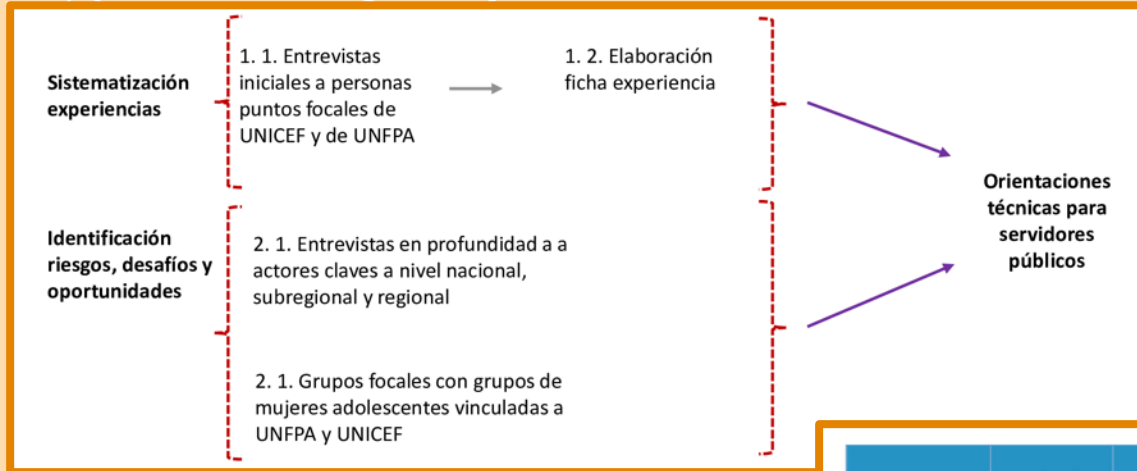 Sistematización
experiencias
1. 1. Entrevistas
iniciales a personas
puntos focales de
UNICEF y de UNFPA
1. 2. Elaboración
ficha experiencia
Identificación
riesgos, desafíos y
oportunidades
2. 1. Entrevistas en profundidad a a
actores claves a nivel nacional,
subregional y regional
2. 1. Grupos focales con grupos de
mujeres adolescentes vinculadas a
UNFPA y UNICEF
Orientaciones
técnicas para
servidores
públicos